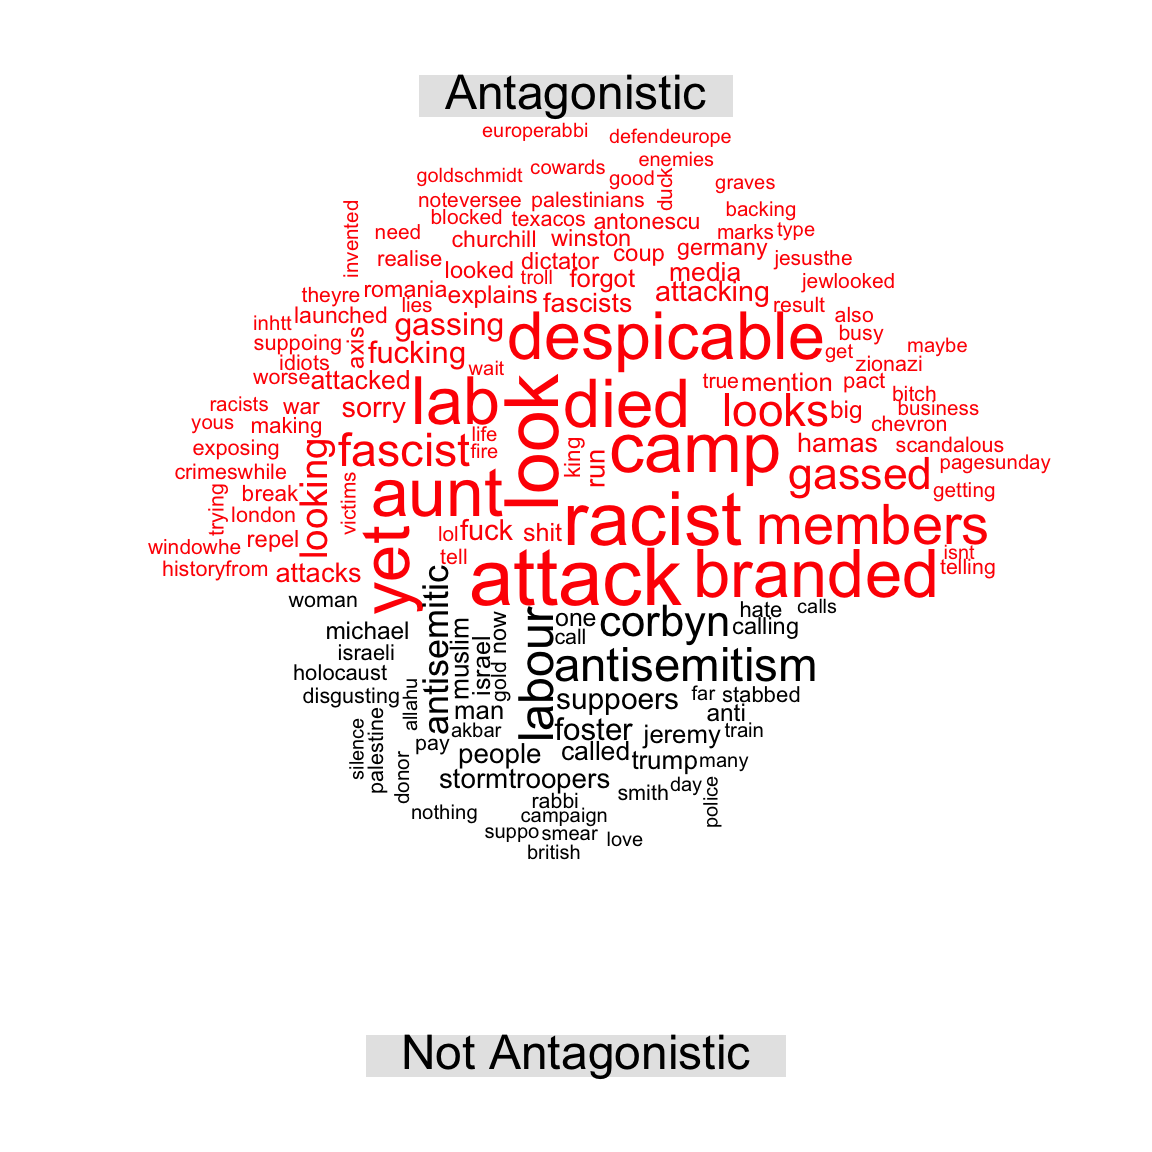 Antagonistic
europerabbi
defendeurope
enemies
cowards
goldschmidt
good
duck
graves
noteversee
palestinians
blocked
texacos
antonescu
backing
invented
need
churchill
winston
coup
germany
marks
type
realise
looked
dictator
troll
forgot
media
jesusthe
theyre
romania
lies
explains
fascists
attacking
result
jewlooked
inhtt
launched
gassing
despicable
also
suppoing
axis
fucking
busy
get
maybe
idiots
wait
zionazi
worse
attacked
lab
look
died
true
mention
pact
bitch
racists
war
sorry
looks
big
business
yous
making
life
king
run
camp
chevron
exposing
looking
fascist
fire
hamas
scandalous
crimeswhile
victims
aunt
gassed
pagesunday
trying
break
getting
london
yet
lol
fuck
shit
racist
members
windowhe
repel
tell
isnt
historyfrom
attacks
attack
branded
telling
woman
antisemitic
labour
one
corbyn
hate
calls
michael
muslim
israel
gold
now
call
calling
israeli
holocaust
antisemitism
disgusting
allahu
man
suppoers
far
stabbed
anti
silence
palestine
akbar
foster
jeremy
train
donor
pay
people
called
trump
many
stormtroopers
smith
day
police
nothing
rabbi
campaign
suppo
smear
love
british
Not Antagonistic